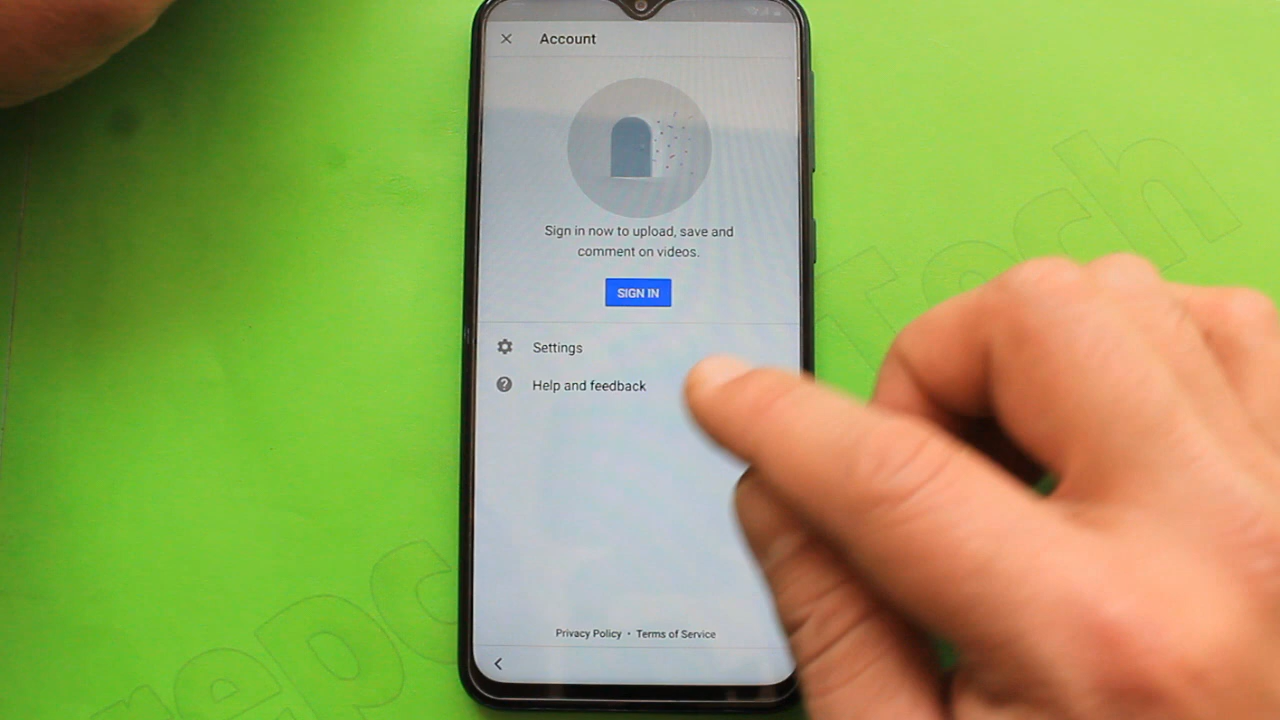 Account
Sign in now to upload, save and
comment on videos.
SIGN IN
Settings
Help and feedback
Privacy Policy • Terms of Service